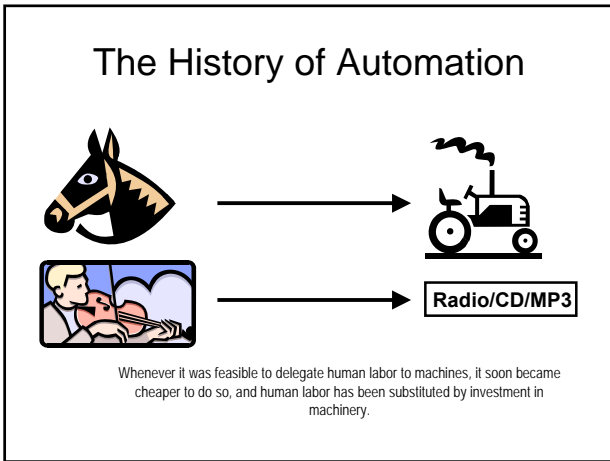 The History of Automation
Radio/CD/MP3
Whenever it was feasible to delegate human labor to machines, it soon became
cheaper to do so, and human labor has been substituted by investment in
machinery.